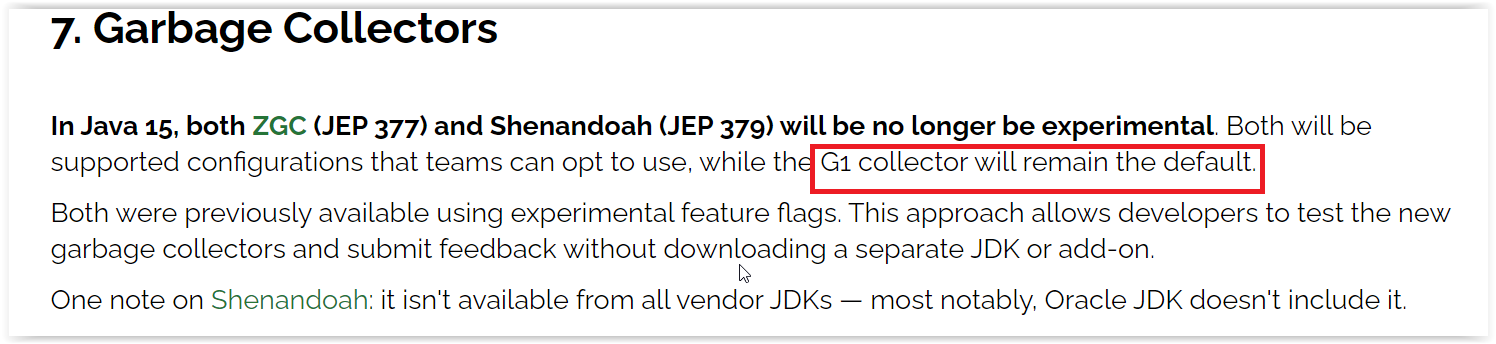 7. Garbage Collectors
In Java 15, both ZGC (JEP 377) and Shenandoah (JEP 379) will be no longer be experimental. Both will be
supported configurations that teams can opt to use, while the G1 collector will remain the default.
Both were previously available using experimental feature flags. This approach allows developers to test the new
garbage collectors and submit feedback without downloading a separate JDK or add-on.
One note on Shenandoah: it isn't available from all vendor JDKs — most notably, Oracle JDK doesn't include it.